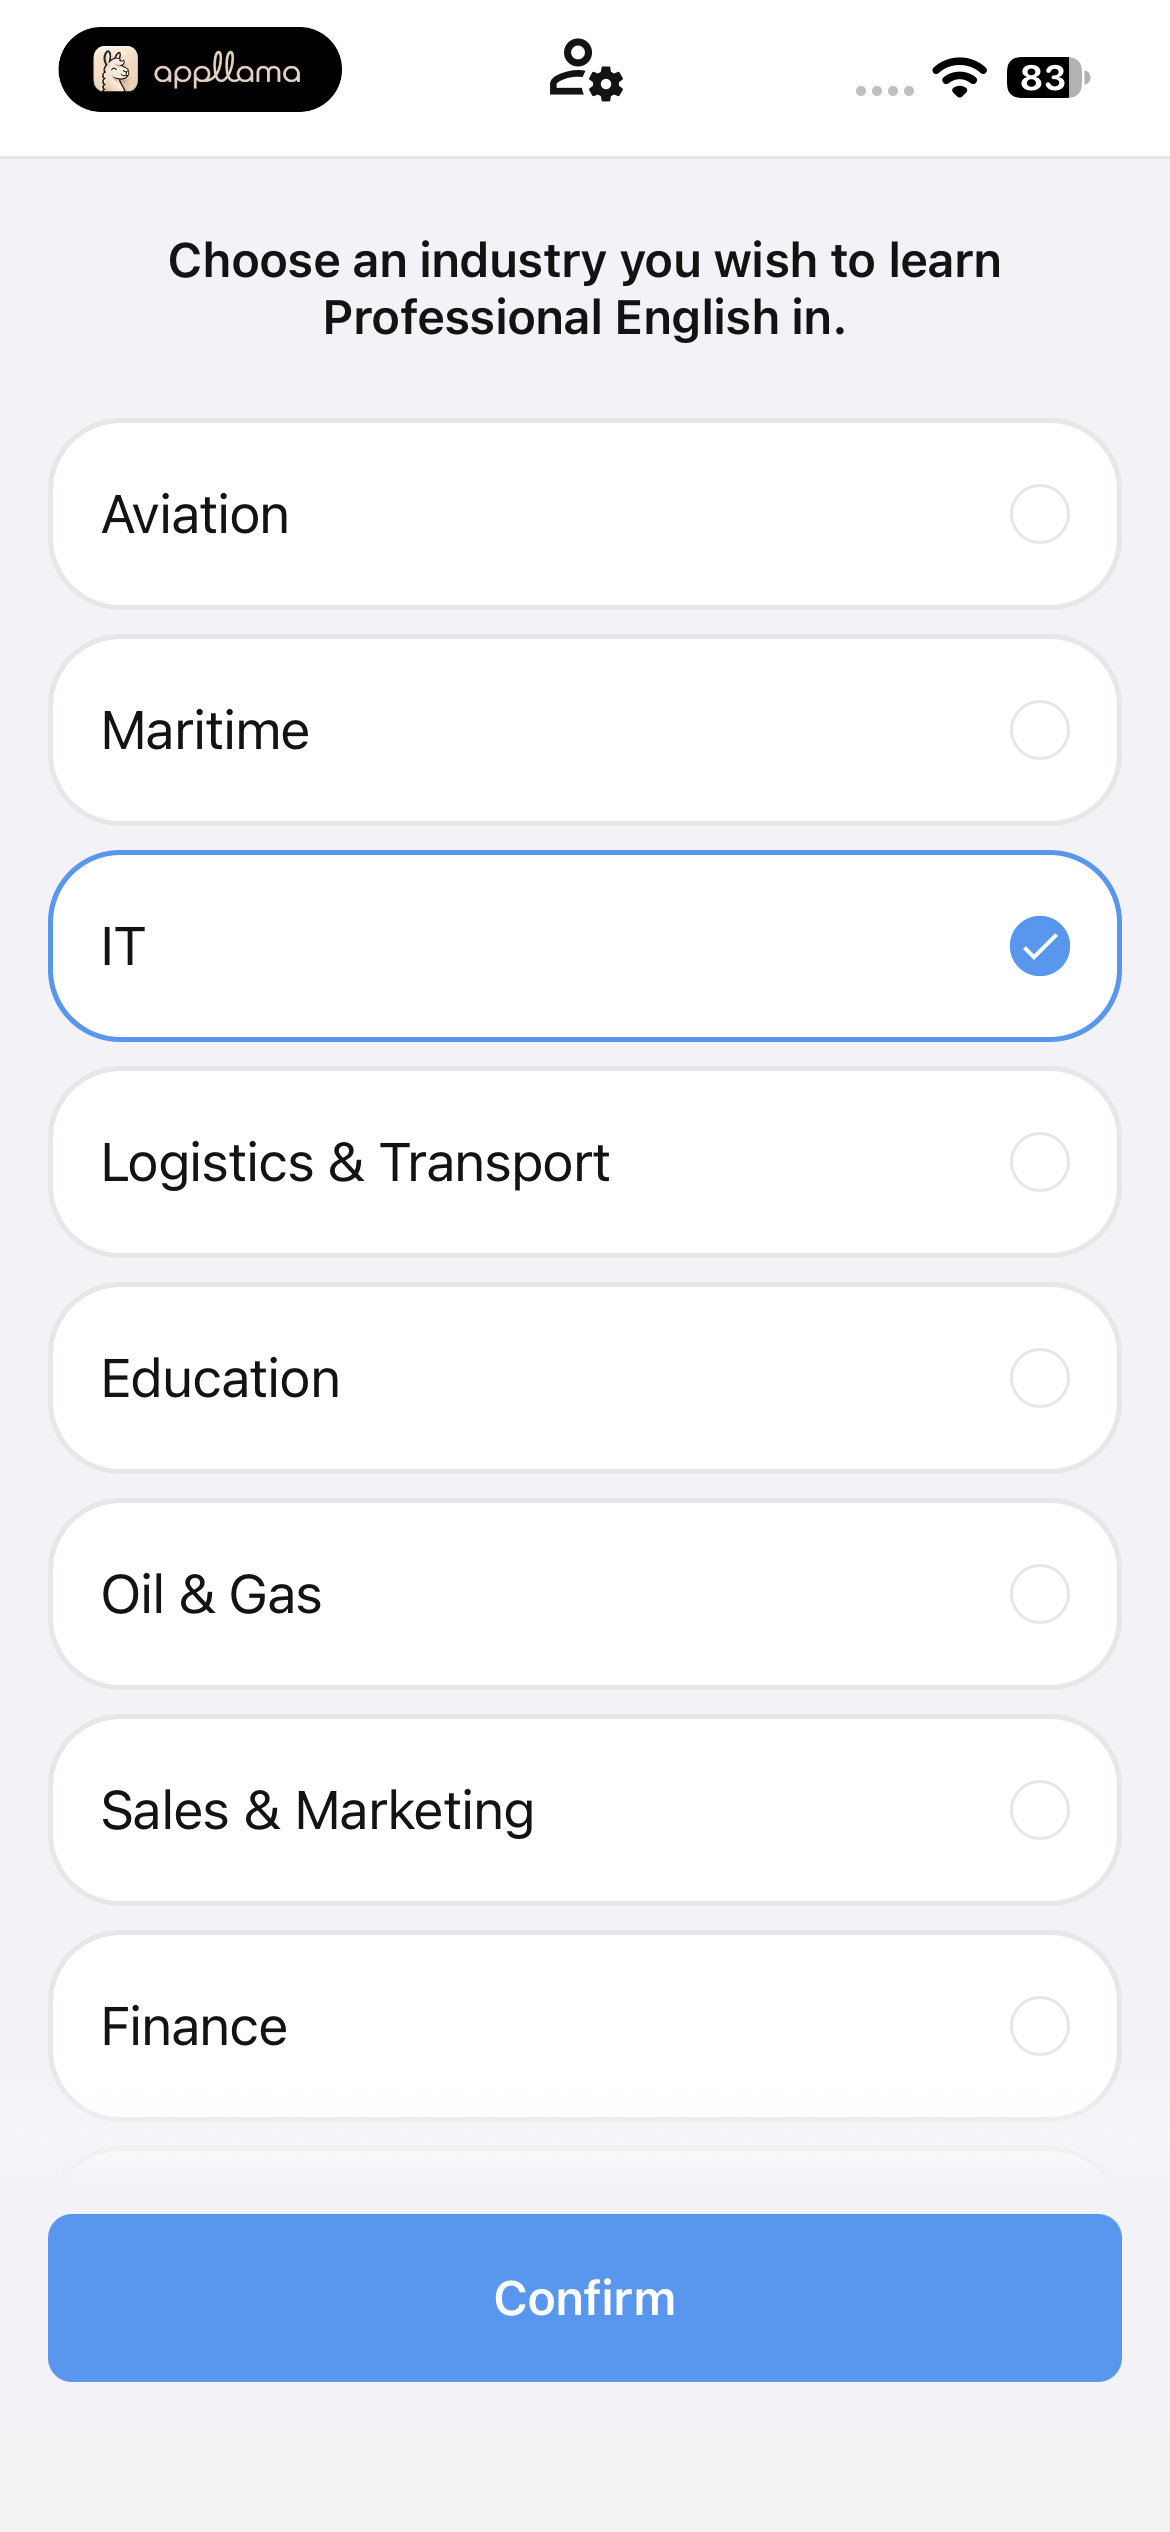 appllama
83
Choose an industry you wish to learn
Professional English in.
Aviation
Maritime
IT
Logistics & Transport
Education
Oil & Gas
Sales & Marketing
Finance
Confirm